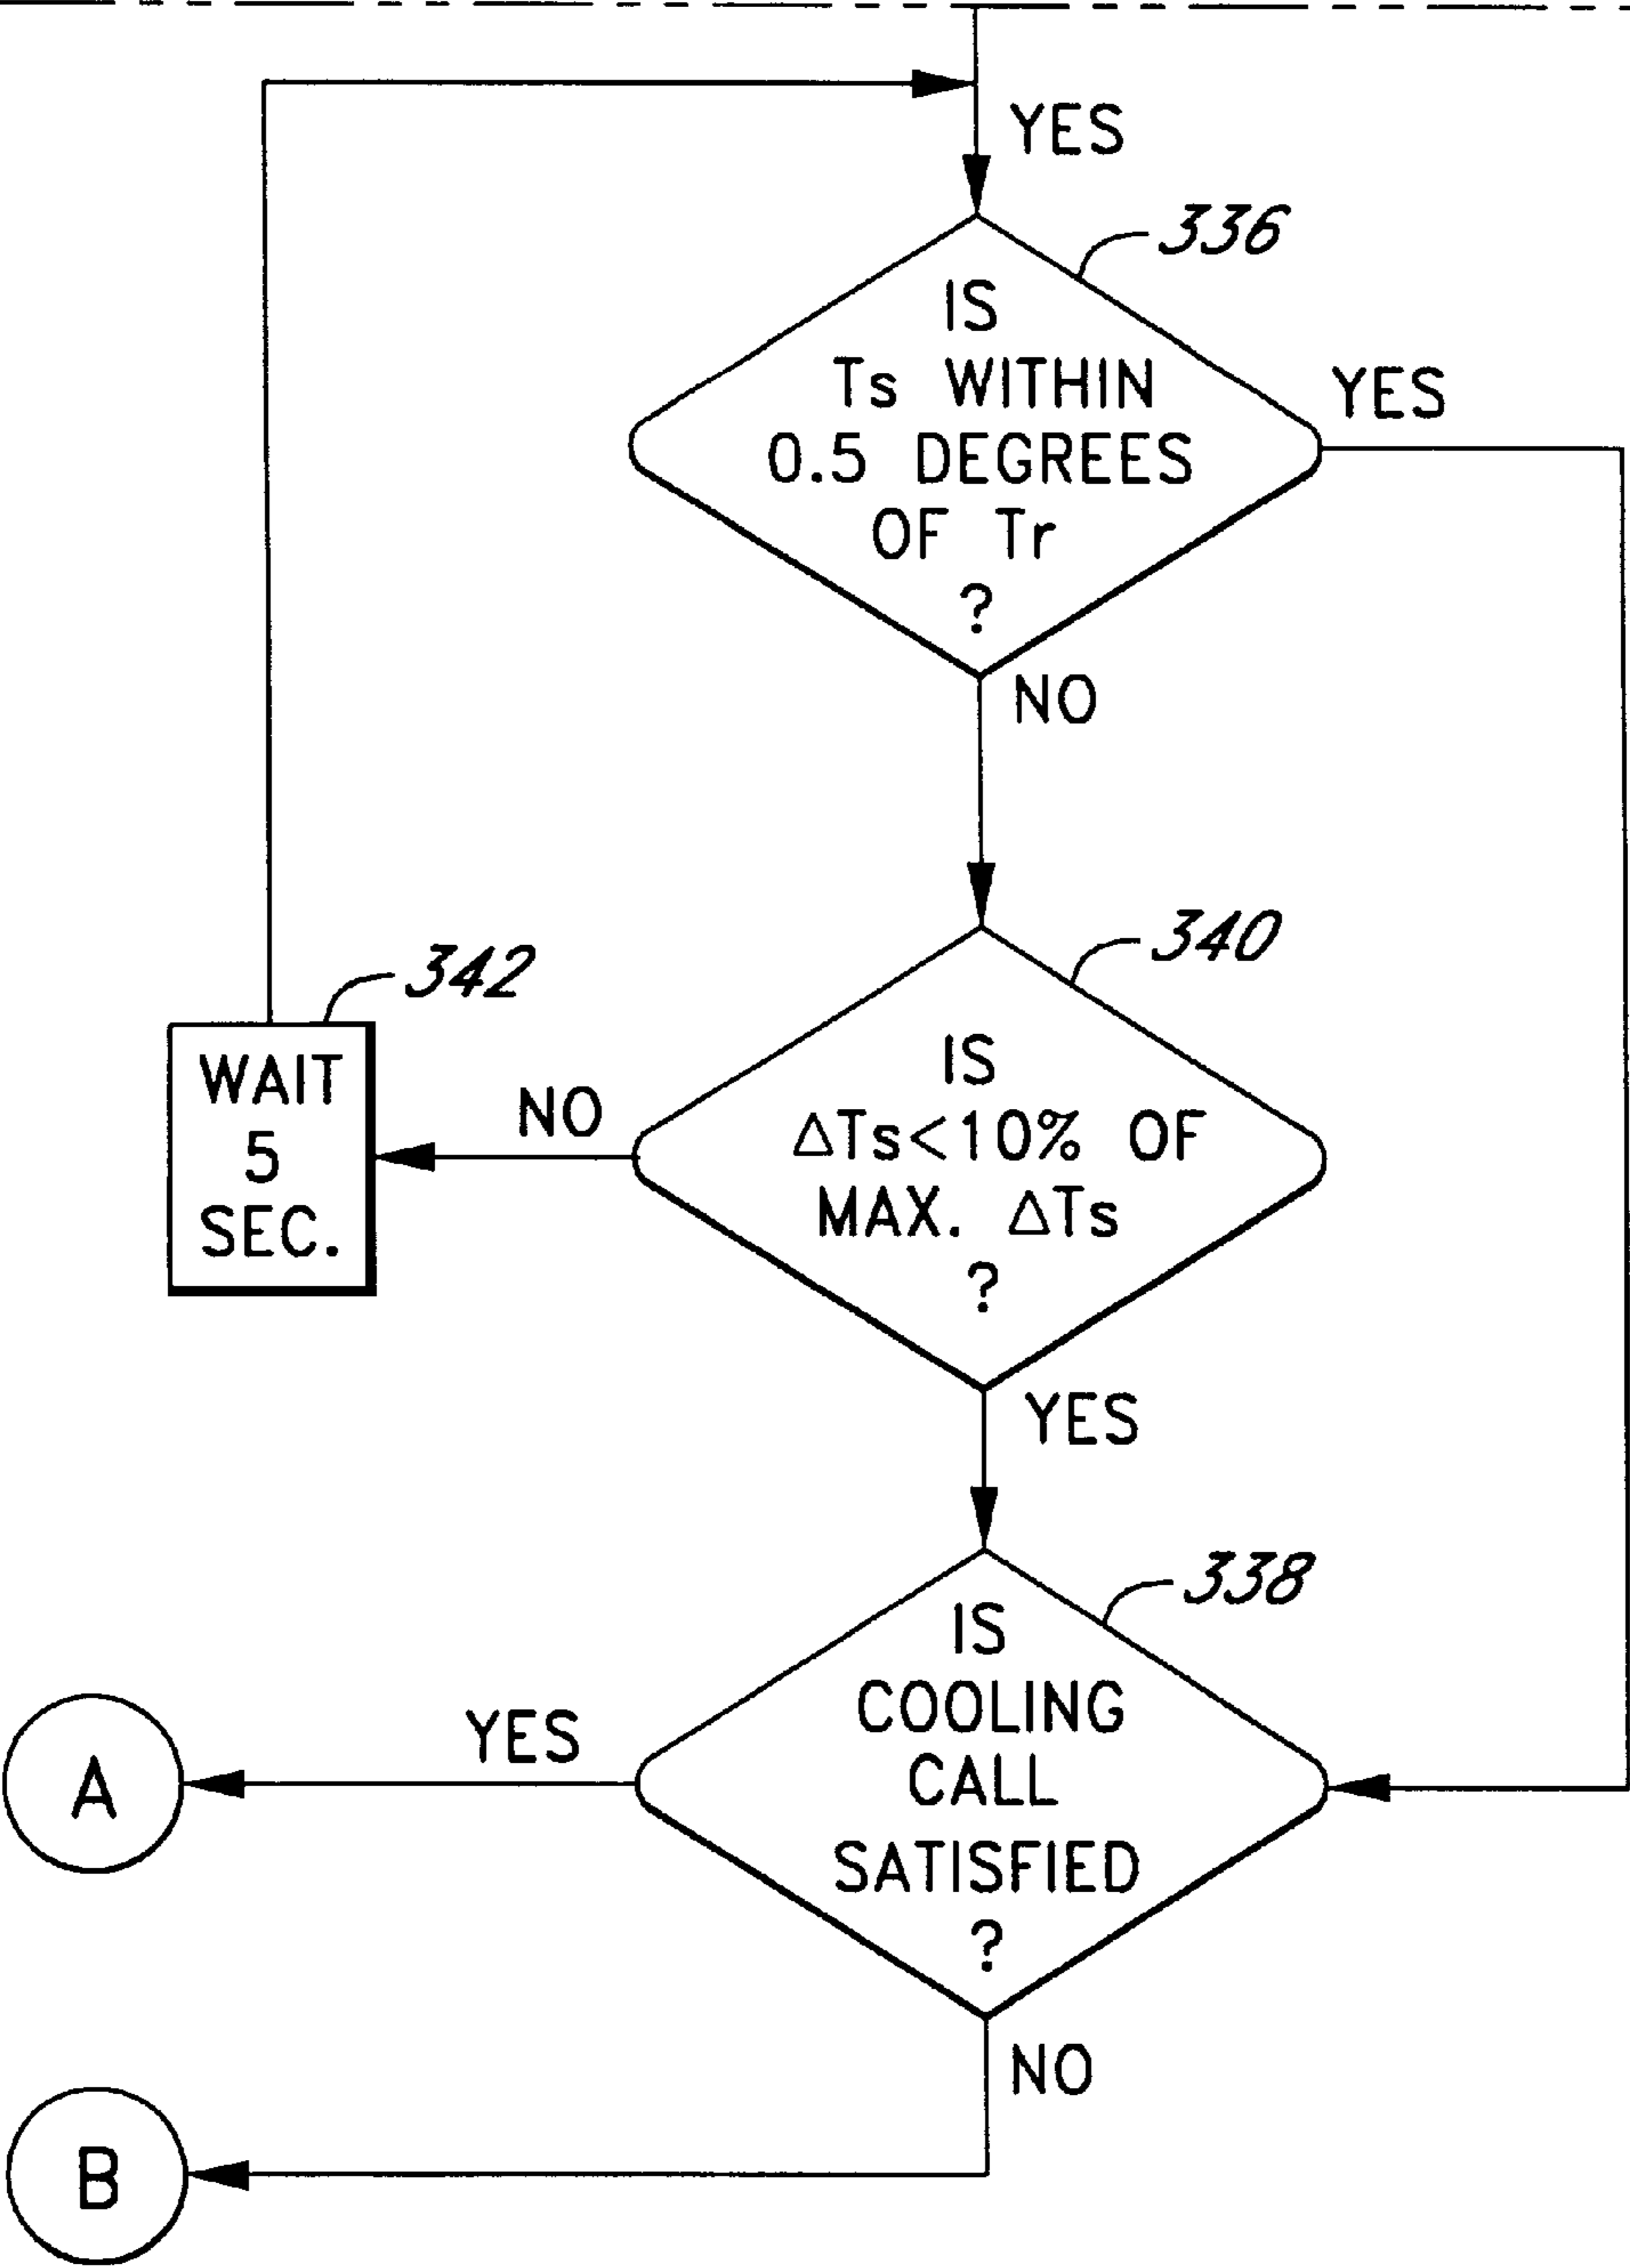 YES
336
IS
Ts WITHIN
0.5 DEGREES
OF Tr
?
YES
NO
340
342
IS
ΔTs<10% OF
MAX. ΔTs
?
NO
WAIT
5
SEC.
YES
338
IS
COOLING
CALL
SATISFIED
?
YES
A
NO
B